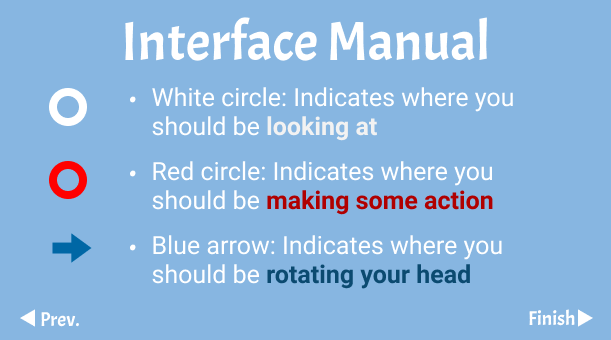 Interface Manual
• White circle: Indicates where you
should be looking at
• Red circle: Indicates where you
should be making some action
• Blue arrow: Indicates where you
should be rotating your head
Prev.
Finish